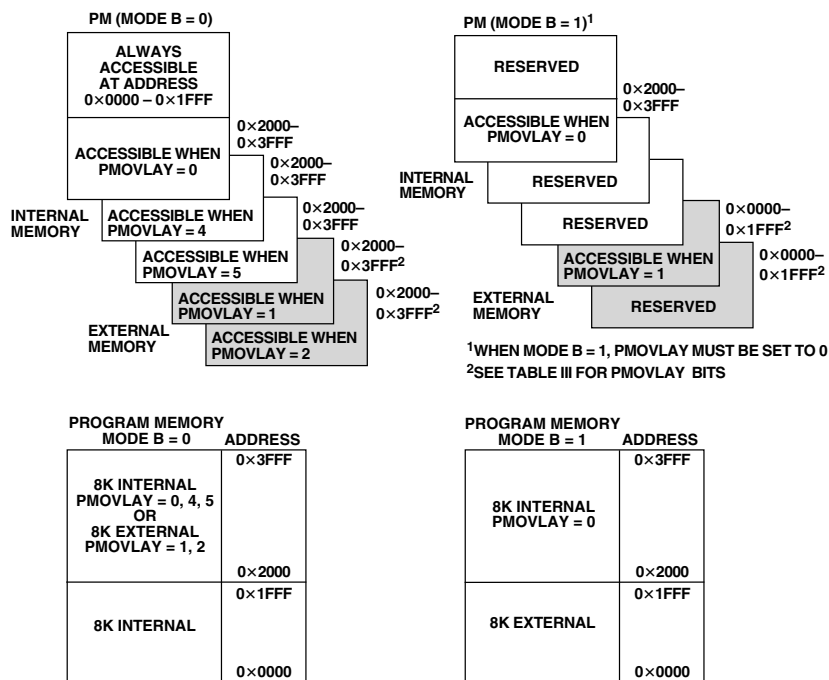 PM (MODE B = 0)
ALWAYS
ACCESSIBLE
AT ADDRESS
0×0000 – 0×1FFF
ACCESSIBLE WHEN
PMOVLAY = 0
0×2000–
0×3FFF
INTERNAL
MEMORY
ACCESSIBLE WHEN
PMOVLAY = 4
0×2000–
0×3FFF
ACCESSIBLE WHEN
PMOVLAY = 5
0×2000–
0×3FFF
EXTERNAL
MEMORY
ACCESSIBLE WHEN
PMOVLAY = 1
0×2000–
0×3FFF²
ACCESSIBLE WHEN
PMOVLAY = 2
0×2000–
0×3FFF²
PM (MODE B = 1)¹
RESERVED
ACCESSIBLE WHEN
PMOVLAY = 0
0×2000–
0×3FFF
INTERNAL
MEMORY
RESERVED
RESERVED
ACCESSIBLE WHEN
PMOVLAY = 1
0×0000–
0×1FFF²
EXTERNAL
MEMORY
RESERVED
0×0000–
0×1FFF²
¹WHEN MODE B = 1, PMOVLAY MUST BE SET TO 0
²SEE TABLE III FOR PMOVLAY BITS
PROGRAM MEMORY
MODE B = 0 ADDRESS
0×3FFF
8K INTERNAL
PMOVLAY = 0, 4, 5
OR
8K EXTERNAL
PMOVLAY = 1, 2
0×2000
0×1FFF
8K INTERNAL
0×0000
PROGRAM MEMORY
MODE B = 1 ADDRESS
0×3FFF
8K INTERNAL
PMOVLAY = 0
0×2000
0×1FFF
8K EXTERNAL
0×0000